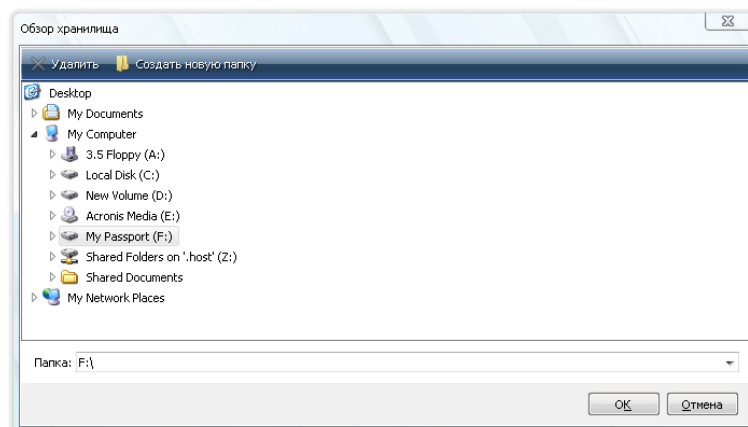 Обзор хранилища
Удалить Создать новую папку
Desktop
My Documents
My Computer
3.5 Floppy (A:)
Local Disk (C:)
New Volume (D:)
Acronis Media (E:)
My Passport (F:)
Shared Folders on '.host' (Z:)
Shared Documents
My Network Places
Папка: F:\
OK Отмена